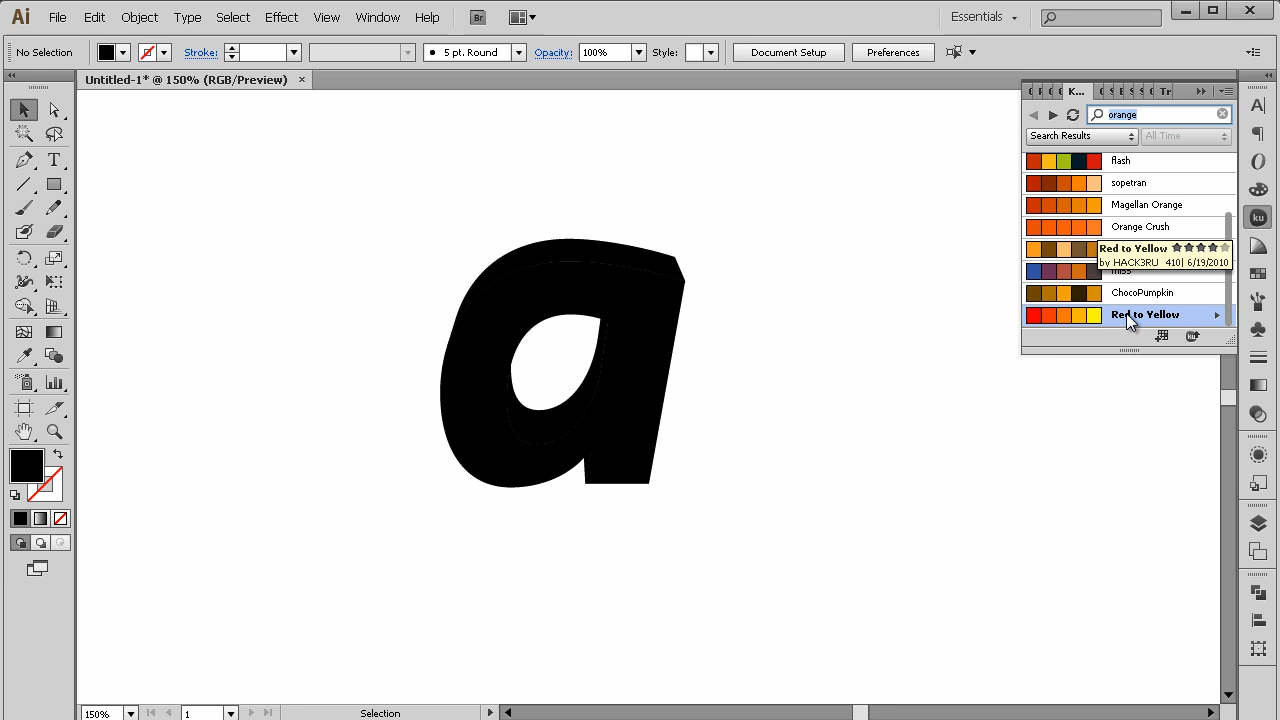 Ai File Edit Object Type Select Effect View Window Help Br Essentials
No Selection Stroke: 5 pt. Round Opacity: 100% Style: Document Setup Preferences
Untitled-1* @ 150% (RGB/Preview) ×
K... Tr
orange
Search Results All Time
flash
sopetran
Magellan Orange
Orange Crush
Red to Yellow
by HACK3RU 410| 6/19/2010
miss
ChocoPumpkin
Red to Yellow
ku
a
150% 1 Selection